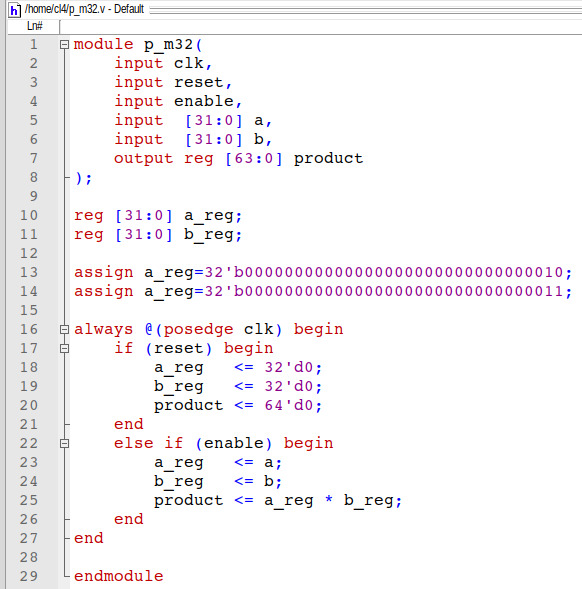 /home/cl4/p_m32.v - Default
Ln#
1 module p_m32(
2     input clk,
3     input reset,
4     input enable,
5     input  [31:0] a,
6     input  [31:0] b,
7     output reg [63:0] product
8 );
9
10 reg [31:0] a_reg;
11 reg [31:0] b_reg;
12
13 assign a_reg=32'b00000000000000000000000000000010;
14 assign a_reg=32'b00000000000000000000000000000011;
15
16 always @(posedge clk) begin
17     if (reset) begin
18         a_reg   <= 32'd0;
19         b_reg   <= 32'd0;
20         product <= 64'd0;
21     end
22     else if (enable) begin
23         a_reg   <= a;
24         b_reg   <= b;
25         product <= a_reg * b_reg;
26     end
27 end
28
29 endmodule